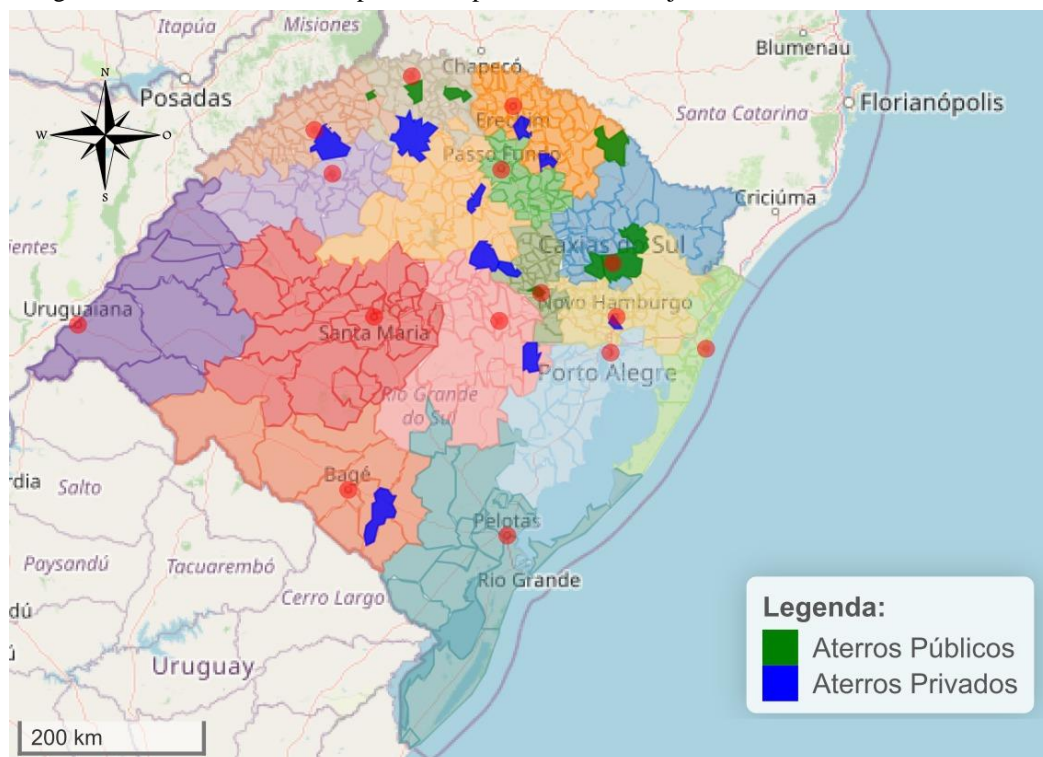 Itapúa
Misiones
Chapecó
Blumenau
Posadas
Santa Catarina
Florianópolis
Erechim
Passo Fundo
N
W
O
S
Criciúma
ientes
Caxias do Sul
Uruguaiana
Novo Hamburgo
Santa Maria
Porto Alegre
Rio Grande
do Sul
Bagé
rdia
Salto
Pelotas
Paysandú
Tacuarembó
Rio Grande
Cerro Largo
dú
Uruguay
ú
Legenda:
Aterros Públicos
Aterros Privados
200 km